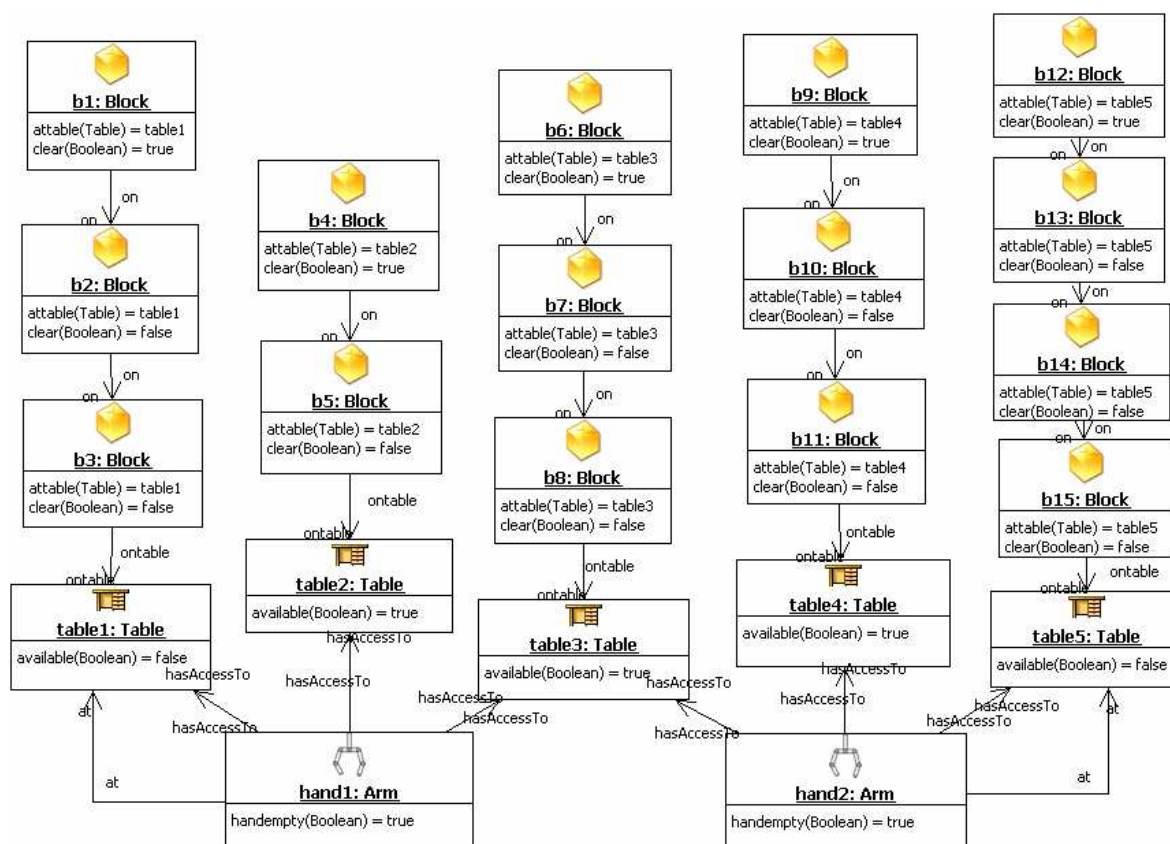 b1: Block
attable(Table) = table1
clear(Boolean) = true
on
on
b2: Block
attable(Table) = table1
clear(Boolean) = false
on
on
b3: Block
attable(Table) = table1
clear(Boolean) = false
ontable
ontable
table1: Table
available(Boolean) = false
b4: Block
attable(Table) = table2
clear(Boolean) = true
on
on
b5: Block
attable(Table) = table2
clear(Boolean) = false
ontable
ontable
table2: Table
available(Boolean) = true
b6: Block
attable(Table) = table3
clear(Boolean) = true
on
on
b7: Block
attable(Table) = table3
clear(Boolean) = false
on
on
b8: Block
attable(Table) = table3
clear(Boolean) = false
ontable
ontable
table3: Table
available(Boolean) = true
b9: Block
attable(Table) = table4
clear(Boolean) = true
on
on
b10: Block
attable(Table) = table4
clear(Boolean) = false
on
on
b11: Block
attable(Table) = table4
clear(Boolean) = false
ontable
ontable
table4: Table
available(Boolean) = true
b12: Block
attable(Table) = table5
clear(Boolean) = true
on
on
b13: Block
attable(Table) = table5
clear(Boolean) = false
on
on
b14: Block
attable(Table) = table5
clear(Boolean) = false
on
on
b15: Block
attable(Table) = table5
clear(Boolean) = false
ontable
ontable
table5: Table
available(Boolean) = false
hasAccessTo
hasAccessTo
hasAccessTo
hasAccessTo
hasAccessTo
hasAccessTo
at
at
hand1: Arm
handempty(Boolean) = true
hasAccessTo
hasAccessTo
hasAccessTo
hasAccessTo
hasAccessTo
hasAccessTo
at
at
hand2: Arm
handempty(Boolean) = true